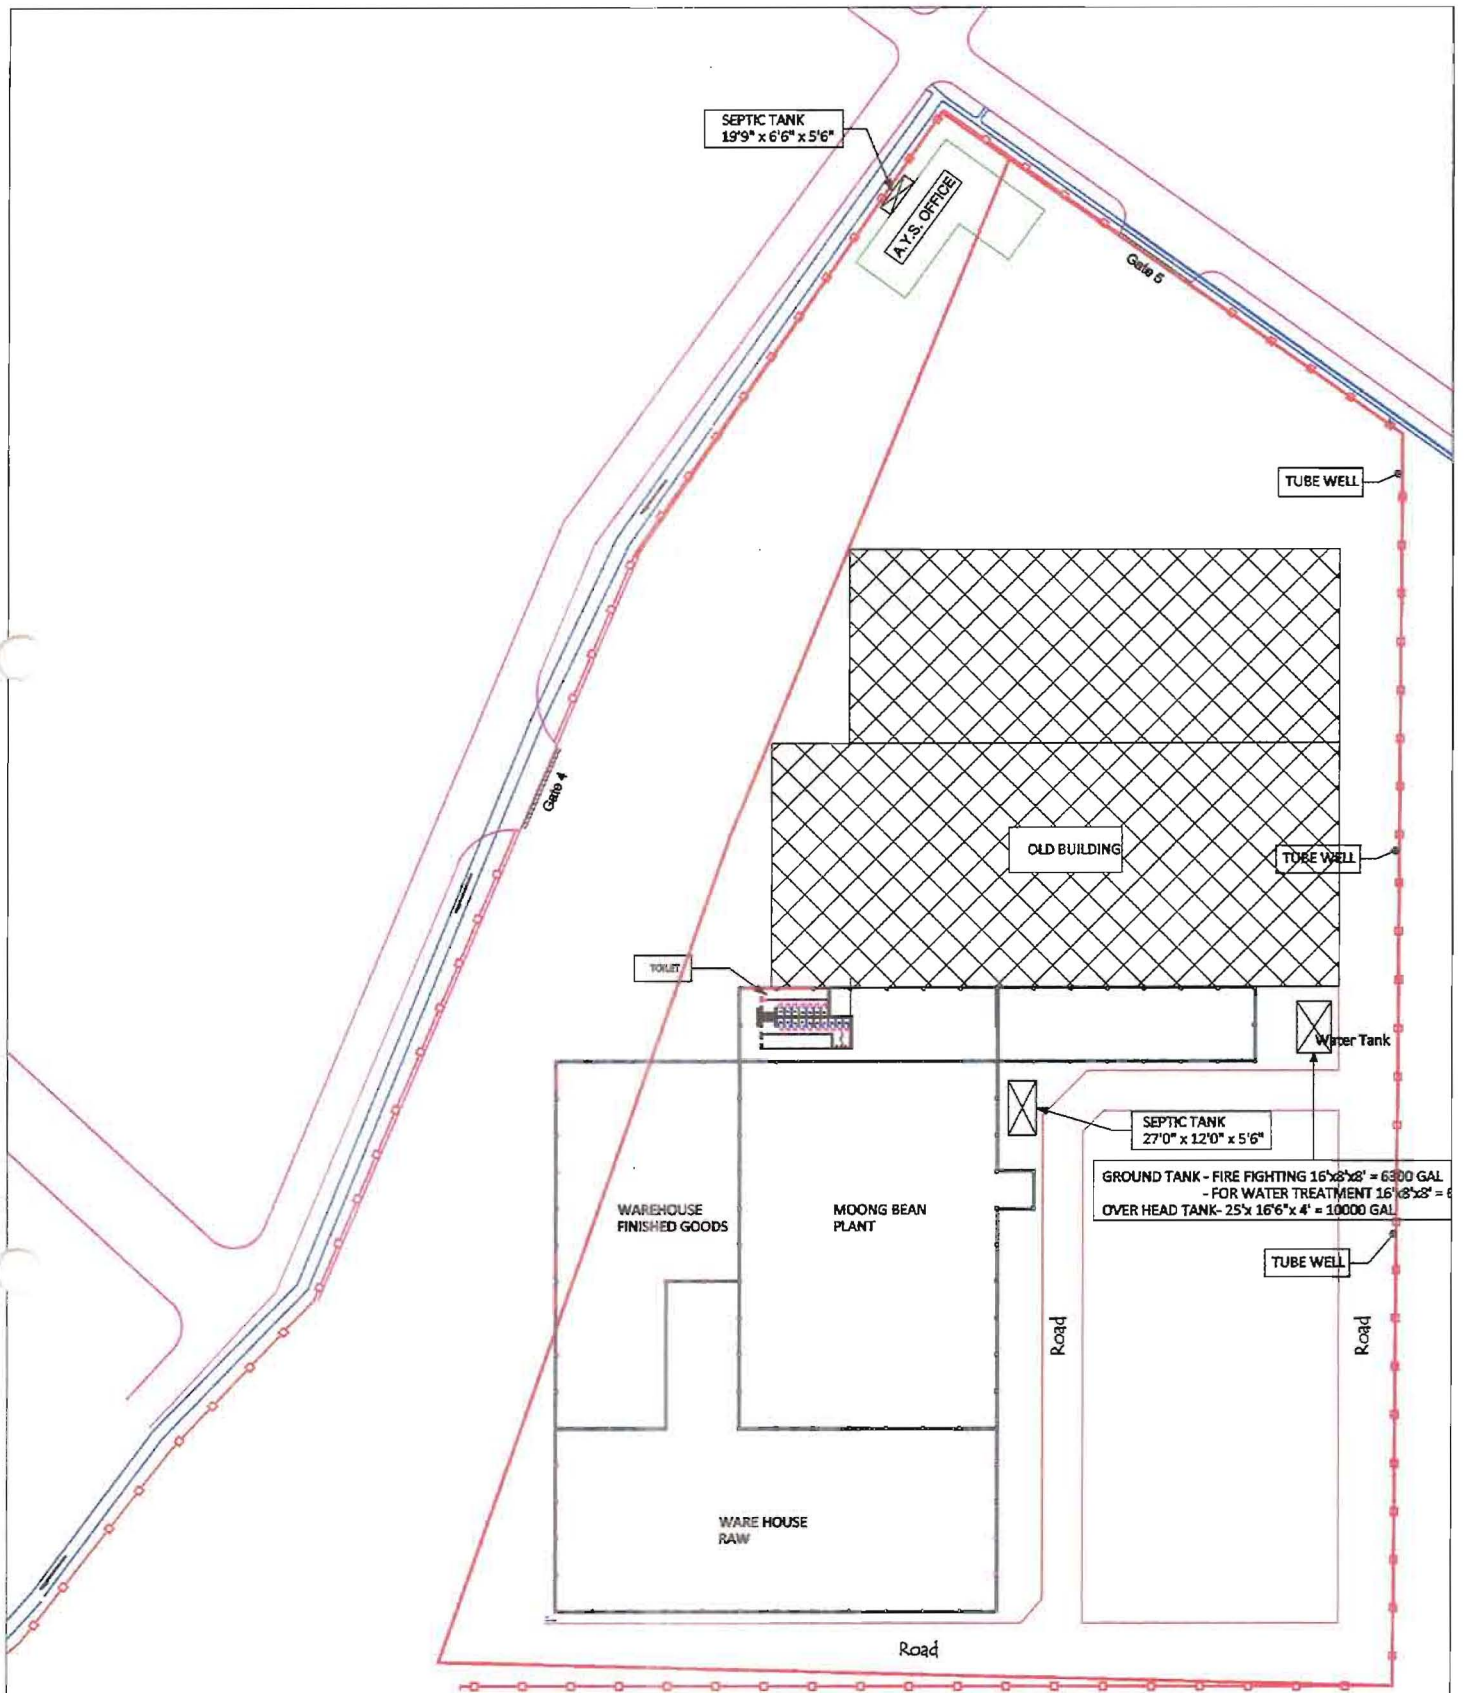 SEPTIC TANK
19'9" x 6'6" x 5'6"
A.Y.S. OFFICE
Gate 5
TUBE WELL
Gate 4
OLD BUILDING
TUBE WELL
TOILET
Water Tank
SEPTIC TANK
27'0" x 12'0" x 5'6"
GROUND TANK - FIRE FIGHTING 16'x8'x8' = 6300 GAL
- FOR WATER TREATMENT 16'x8'x8' = 6
OVER HEAD TANK- 25'x 16'6"x 4' = 10000 GAL
WAREHOUSE
FINISHED GOODS
MOONG BEAN
PLANT
TUBE WELL
Road
Road
WARE HOUSE
RAW
Road